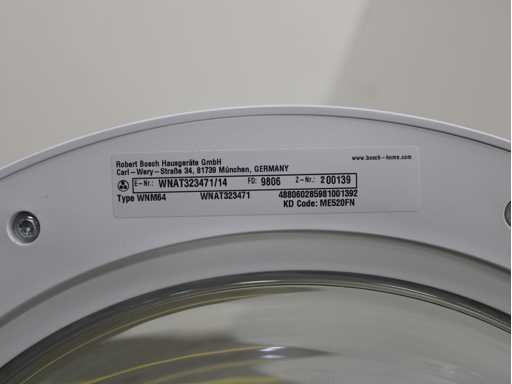 Robert Bosch Hausgeräte GmbH www.bosch-home.com
Carl-Wery-Straße 34, 81739 München, GERMANY
E-Nr.: WNAT323471/14 FD: 9806 Z-Nr.: 200139
Type WNM64 WNAT323471 488060285981001392
KD Code: ME520FN